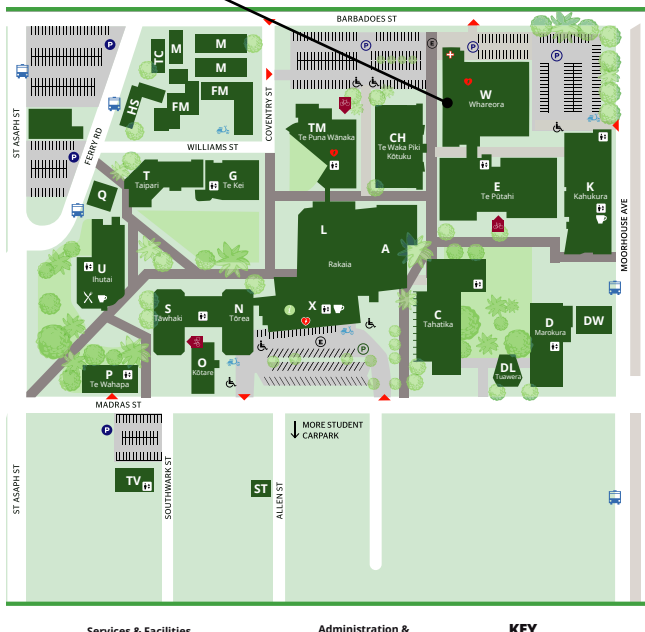 BARBADOES ST
P
P
E
P
P
TC
M
M
M
W
Whareora
FM
FM
HS
ST ASAPH ST
FERRY RD
COVENTRY ST
TM
Te Puna Wānaka
CH
Te Waka Piki
Kōtuku
WILLIAMS ST
P
T
Taipari
G
Te Kei
E
Te Pūtahi
K
Kahukura
Q
MOORHOUSE AVE
L
A
Rakaia
U
Ihutai
S
Tāwhaki
N
Tōrea
X
i
C
Tahatika
D
Marokura
DW
E
P
O
Kōtare
P
Te Wahapa
DL
Tuawera
MADRAS ST
P
MORE STUDENT
CARPARK
ST ASAPH ST
TV
SOUTHWARK ST
ST
ALLEN ST
Services & Facilities
Administration &
KEY